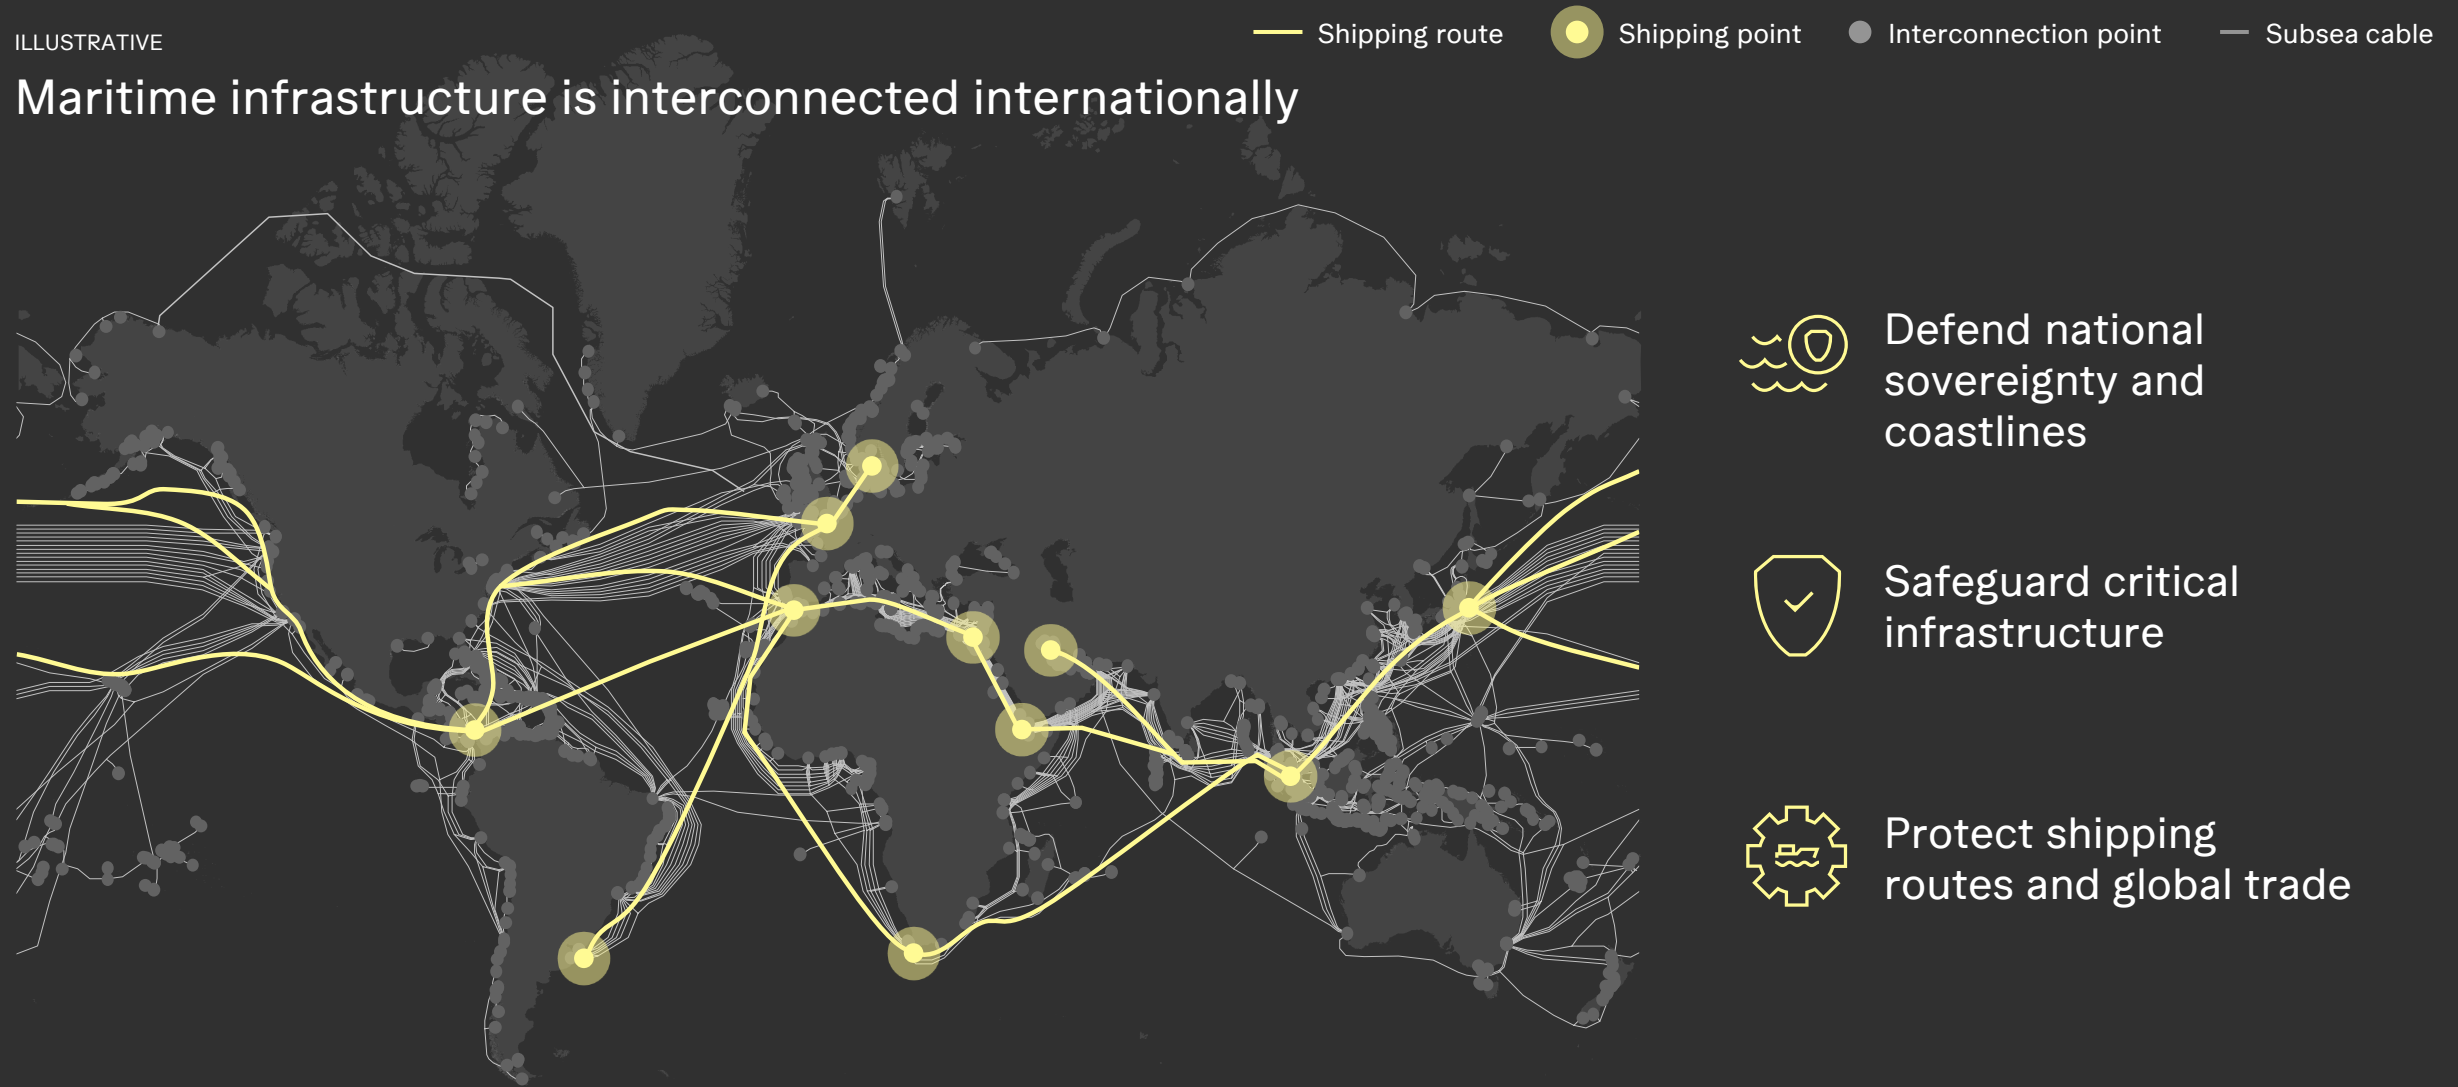 ILLUSTRATIVE
Maritime infrastructure is interconnected internationally
Shipping route
Shipping point
Interconnection point
Subsea cable
Defend national
sovereignty and
coastlines
Safeguard critical
infrastructure
Protect shipping
routes and global trade